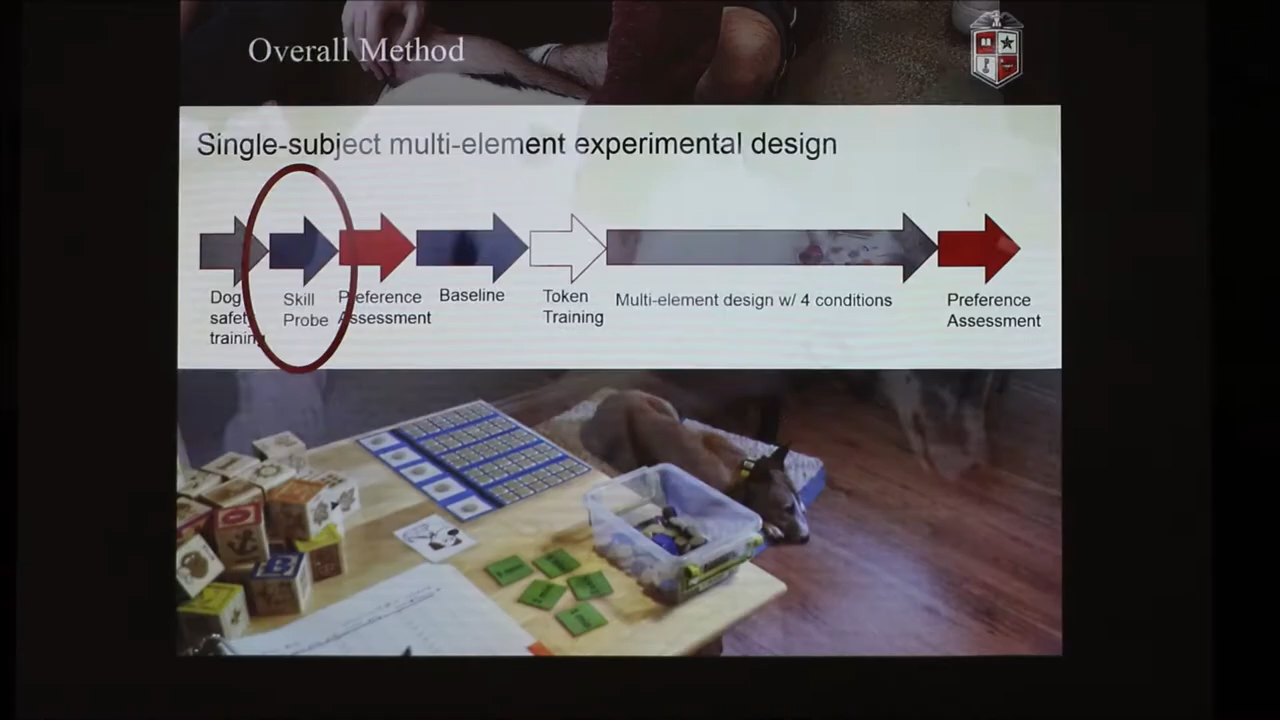 Overall Method
Single-subject multi-element experimental design
Dog
safety
training
Skill
Probe
Preference
Assessment
Baseline
Token
Training
Multi-element design w/ 4 conditions
Preference
Assessment